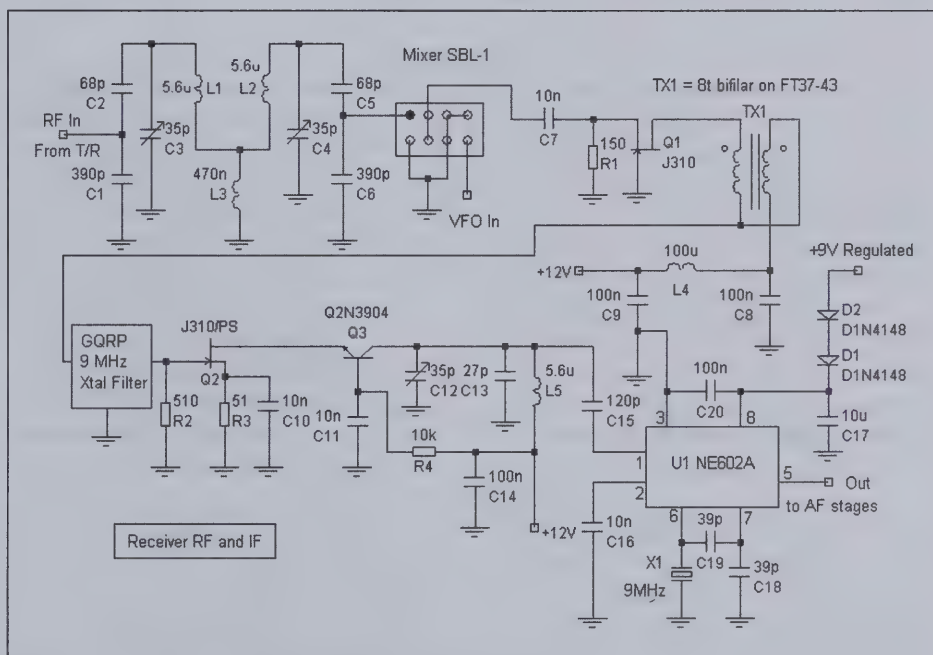 Mixer SBL-1
TX1 = 8t bifilar on FT37-43
TX1
68p
C2
5.6u
L1
5.6u
L2
68p
C5
RF In
From T/R
35p
C3
35p
C4
390p
C1
470n
L3
390p
C6
VFO In
10n
C7
150
R1
Q1
J310
+12V
100u
L4
100n
C9
100n
C8
+9V Regulated
D2
D1N4148
D1
D1N4148
GQRP
9 MHz
Xtal Filter
J310/PS
Q2
Q2N3904
Q3
510
R2
51
R3
10n
C10
10n
C11
10k
R4
35p
C12
27p
C13
5.6u
L5
100n
C14
+12V
120p
C15
10n
C16
100n
C20
10u
C17
3
8
1
2
U1 NE602A
5
Out
to AF stages
6
7
39p
C19
39p
C18
X1
9MHz
Receiver RF and IF